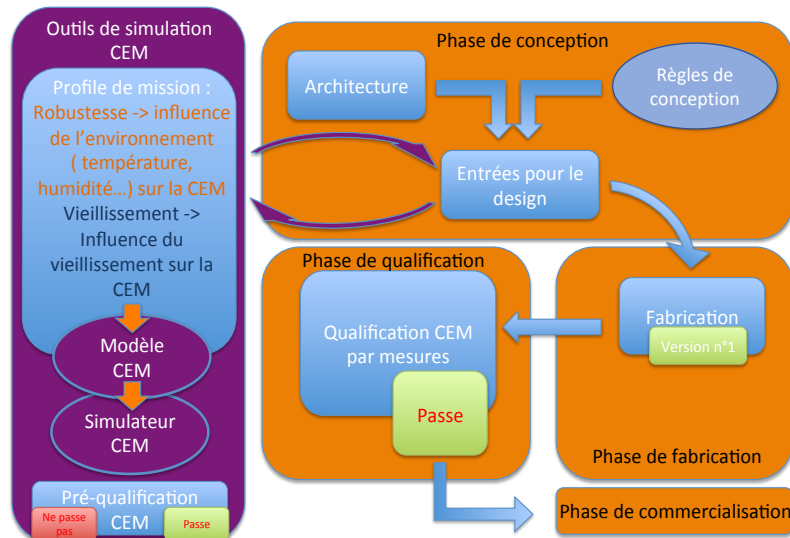 Outils de simulation
CEM
Profile de mission :
Robustesse -> influence
de l'environnement
( température,
humidité...) sur la CEM
Vieillissement ->
Influence du
vieillissement sur la
CEM
Modèle
CEM
Simulateur
CEM
Pré-qualification
CEM
Ne passe
pas
Passe
Phase de conception
Architecture
Règles de
conception
Entrées pour le
design
Phase de qualification
Qualification CEM
par mesures
Passe
Fabrication
Version n°1
Phase de fabrication
Phase de commercialisation